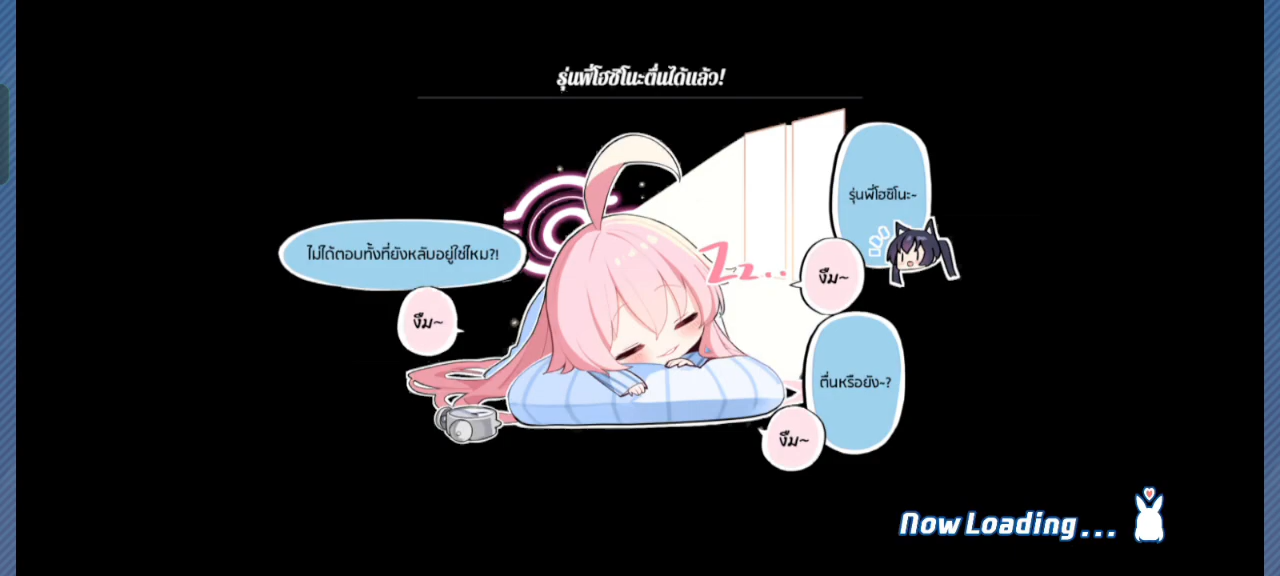 รุ่นพี่โฮชิโนะตื่นได้แล้ว!
รุ่นพี่โฮชิโนะ~
งืม~
ตื่นหรือยัง~?
งืม~
ไม่ได้ตอบทั้งที่ยังหลับอยู่ใช่ไหม?!
งืม~
Zz..
Now Loading...